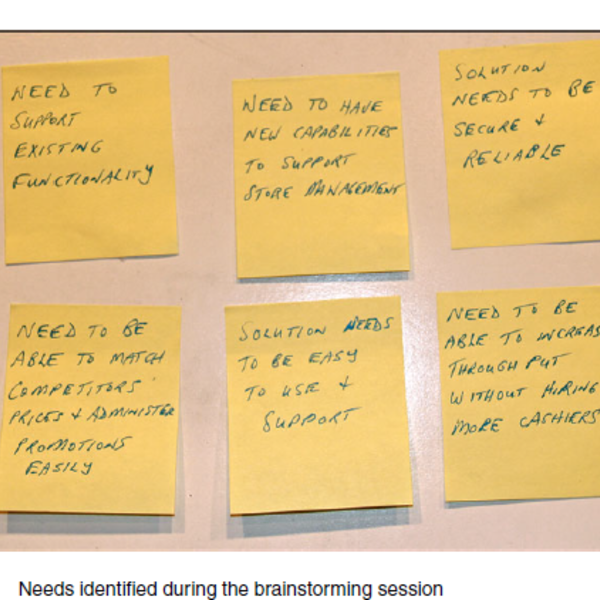 NEED TO
SUPPORT
EXISTING
FUNCTIONALITY
NEED TO HAVE
NEW CAPABILITIES
TO SUPPORT
STORE MANAGEMENT
SOLUTION
NEEDS TO BE
SECURE &
RELIABLE
NEED TO BE
ABLE TO MATCH
COMPETITORS'
PRICES & ADMINISTER
PROMOTIONS
EASILY
SOLUTION NEEDS
TO BE EASY
TO USE &
SUPPORT
NEED TO BE
ABLE TO INCREAS
THROUGH PUT
WITHOUT HIRING
MORE CASHIERS
Needs identified during the brainstorming session